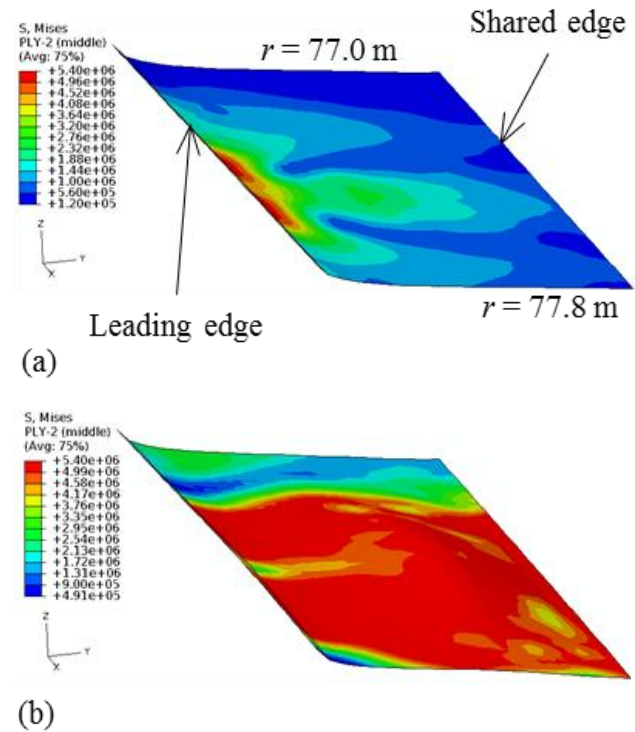 S, Mises
PLY-2 (middle)
(Avg: 75%)
+5.40e+06
+4.96e+06
+4.52e+06
+4.08e+06
+3.64e+06
+3.20e+06
+2.76e+06
+2.32e+06
+1.88e+06
+1.44e+06
+1.00e+06
+5.60e+05
+1.20e+05
r = 77.0 m
Shared edge
Z
Y
X
Leading edge
r = 77.8 m
(a)
S, Mises
PLY-2 (middle)
(Avg: 75%)
+5.40e+06
+4.99e+06
+4.58e+06
+4.17e+06
+3.76e+06
+3.35e+06
+2.95e+06
+2.54e+06
+2.13e+06
+1.72e+06
+1.31e+06
+9.00e+05
+4.91e+05
Z
Y
X
(b)